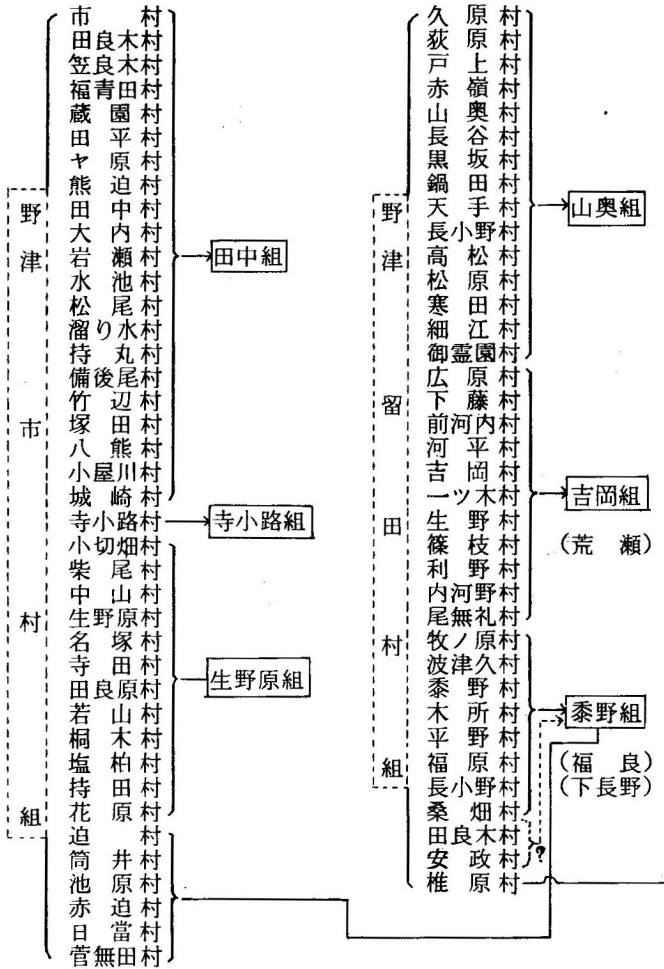 野津市村組
市村
田良木村
笠良木村
福青田村
蔵園村
田平村
ヤ原村
熊迫村
田中村
大内村
岩瀬村
水池村
松尾村
溜り水村
持丸村
備後尾村
竹辺村
塚田村
八熊村
小屋川村
城崎村
田中組
寺小路村
寺小路組
小切畑村
柴尾村
中山村
生野原村
名塚村
寺田村
田良原村
若山村
桐木村
塩柏村
持田村
花原村
生野原組
迫村
筒井村
池原村
赤迫村
日當村
菅無田村
野津留田村組
久原村
荻原村
戸上村
赤嶺村
山奥村
長谷村
黒坂村
鍋田村
天手村
長小野村
高松村
松原村
寒田村
細江村
御霊園村
山奥組
広原村
下藤村
前河内村
河平村
吉岡村
一ツ木村
生野村
篠枝村
利野村
内河野村
尾無礼村
吉岡組
(荒瀬)
牧ノ原村
波津久村
黍野村
木所村
平野村
福原村
長小野村
桑畑村
黍野組
(福良)
(下長野)
田良木村
安政村
?
椎原村